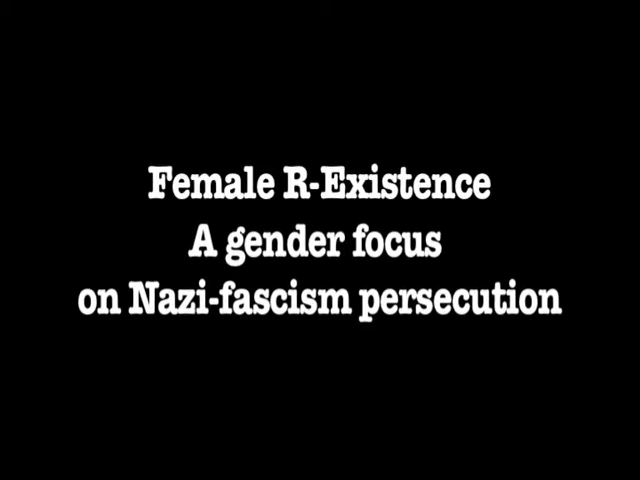 Female R-Existence
A gender focus
on Nazi-fascism persecution